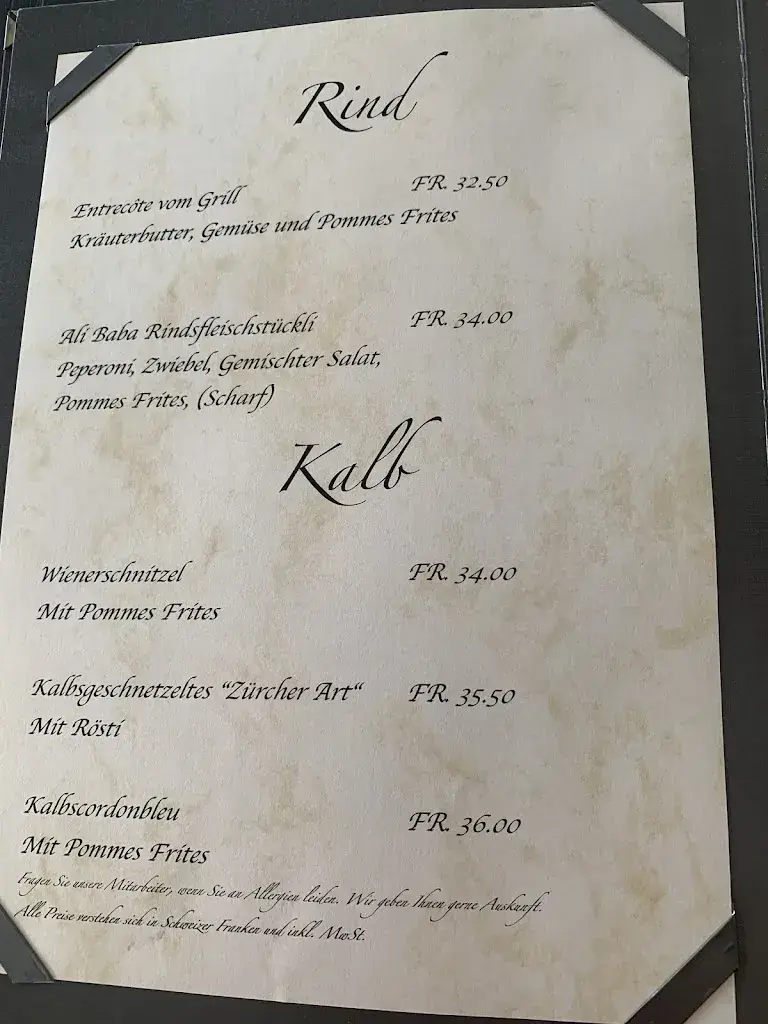 Rind
Entrecôte vom Grill FR. 32.50
Kräuterbutter, Gemüse und Pommes Frites
Ali Baba Rindsfleischstückli FR. 34.00
Peperoni, Zwiebel, Gemischter Salat,
Pommes Frites, (Scharf)
Kalb
Wienerschnitzel FR. 34.00
Mit Pommes Frites
Kalbsgeschnetzeltes “Zürcher Art“ FR. 35.50
Mit Rösti
Kalbscordonbleu FR. 36.00
Mit Pommes Frites
Fragen Sie unsere Mitarbeiter, wenn Sie an Allergien leiden. Wir geben Ihnen gerne Auskunft.
Alle Preise verstehen sich in Schweizer Franken und inkl. MwSt.